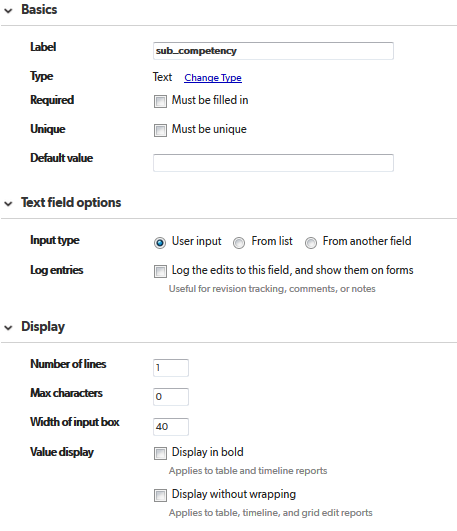 Basics
Label sub_competency
Type Text Change Type
Required Must be filled in
Unique Must be unique
Default value
Text field options
Input type User input From list From another field
Log entries Log the edits to this field, and show them on forms
Useful for revision tracking, comments, or notes
Display
Number of lines 1
Max characters 0
Width of input box 40
Value display Display in bold
Applies to table and timeline reports
Display without wrapping
Applies to table, timeline, and grid edit reports